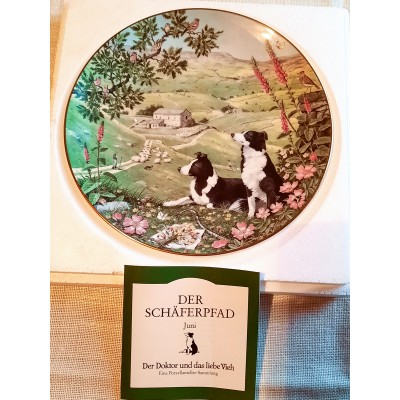 DER
SCHÄFERPFAD
Juni
Der Doktor und das liebe Vieh
Eine Porzellanteller-Sammlung